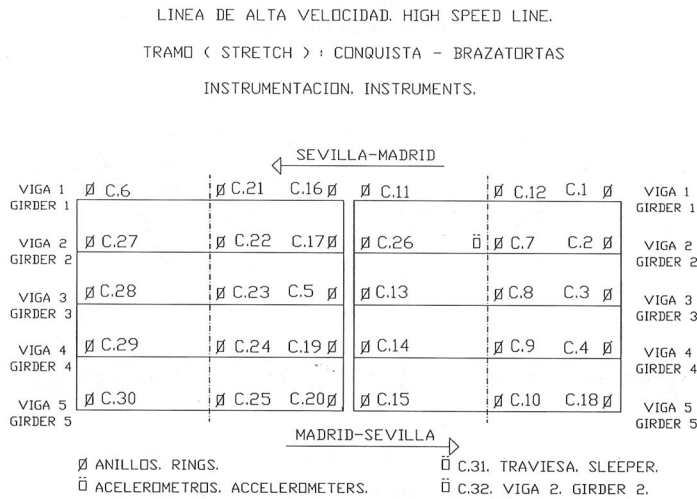 LINEA DE ALTA VELOCIDAD. HIGH SPEED LINE.
TRAMO ( STRETCH ) : CONQUISTA - BRAZATORTAS
INSTRUMENTACION. INSTRUMENTS.
SEVILLA-MADRID
VIGA 1 Ø C.6 Ø C.21 C.16 Ø Ø C.11 Ø C.12 C.1 Ø VIGA 1
GIRDER 1 GIRDER 1
VIGA 2 Ø C.27 Ø C.22 C.17 Ø Ø C.26 Ö Ø C.7 C.2 Ø VIGA 2
GIRDER 2 GIRDER 2
VIGA 3 Ø C.28 Ø C.23 C.5 Ø Ø C.13 Ø C.8 C.3 Ø VIGA 3
GIRDER 3 GIRDER 3
VIGA 4 Ø C.29 Ø C.24 C.19 Ø Ø C.14 Ø C.9 C.4 Ø VIGA 4
GIRDER 4 GIRDER 4
VIGA 5 Ø C.30 Ø C.25 C.20 Ø Ø C.15 Ø C.10 C.18 Ø VIGA 5
GIRDER 5 GIRDER 5
MADRID-SEVILLA
Ø ANILLOS. RINGS. Ö C.31. TRAVIESA. SLEEPER.
Ö ACELEROMETROS. ACCELEROMETERS. Ö C.32. VIGA 2. GIRDER 2.